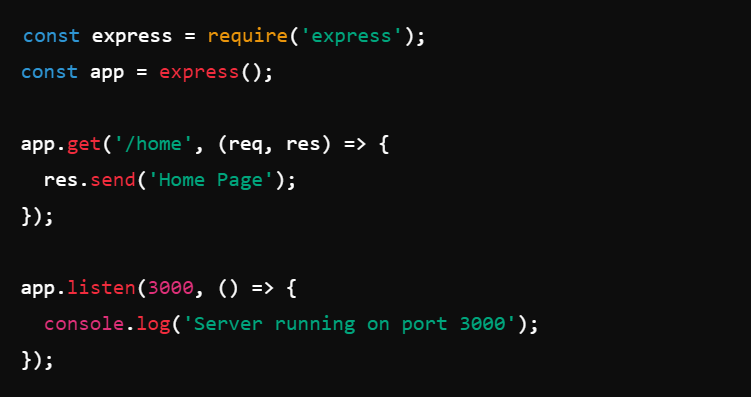 const express = require('express');
const app = express();
app.get('/home', (req, res) => {
  res.send('Home Page');
});
app.listen(3000, () => {
  console.log('Server running on port 3000');
});